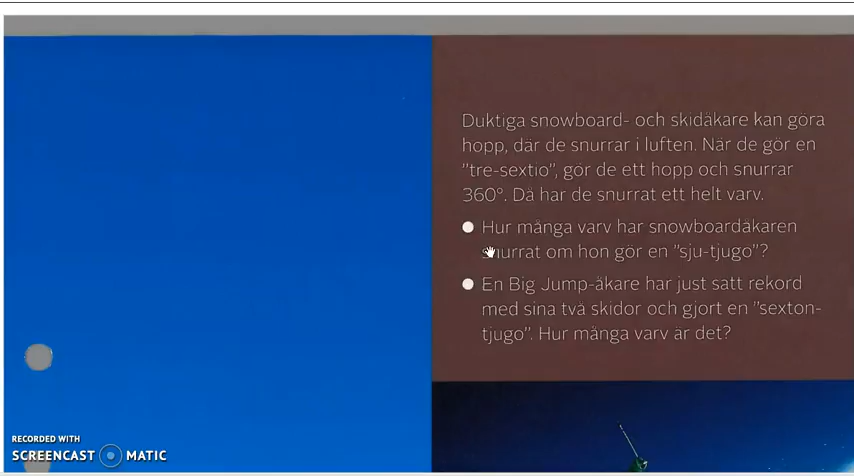 Duktiga snowboard- och skidåkare kan göra
hopp, där de snurrar i luften. När de gör en
"tre-sextio", gör de ett hopp och snurrar
360°. Då har de snurrat ett helt varv.
Hur många varv har snowboardåkaren
snurrat om hon gör en "sju-tjugo"?
En Big Jump-åkare har just satt rekord
med sina två skidor och gjort en "sexton-
tjugo". Hur många varv är det?
RECORDED WITH
SCREENCAST MATIC